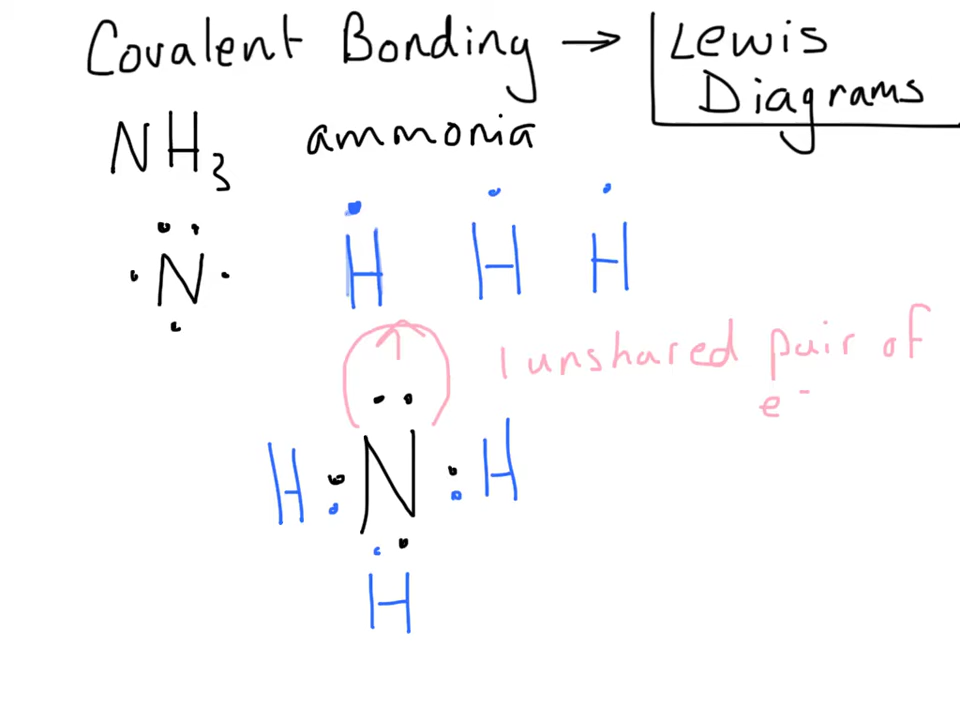 Covalent Bonding → Lewis
Diagrams
NH₃ ammonia
N H H H
1 unshared pair of
e⁻
H N H
H